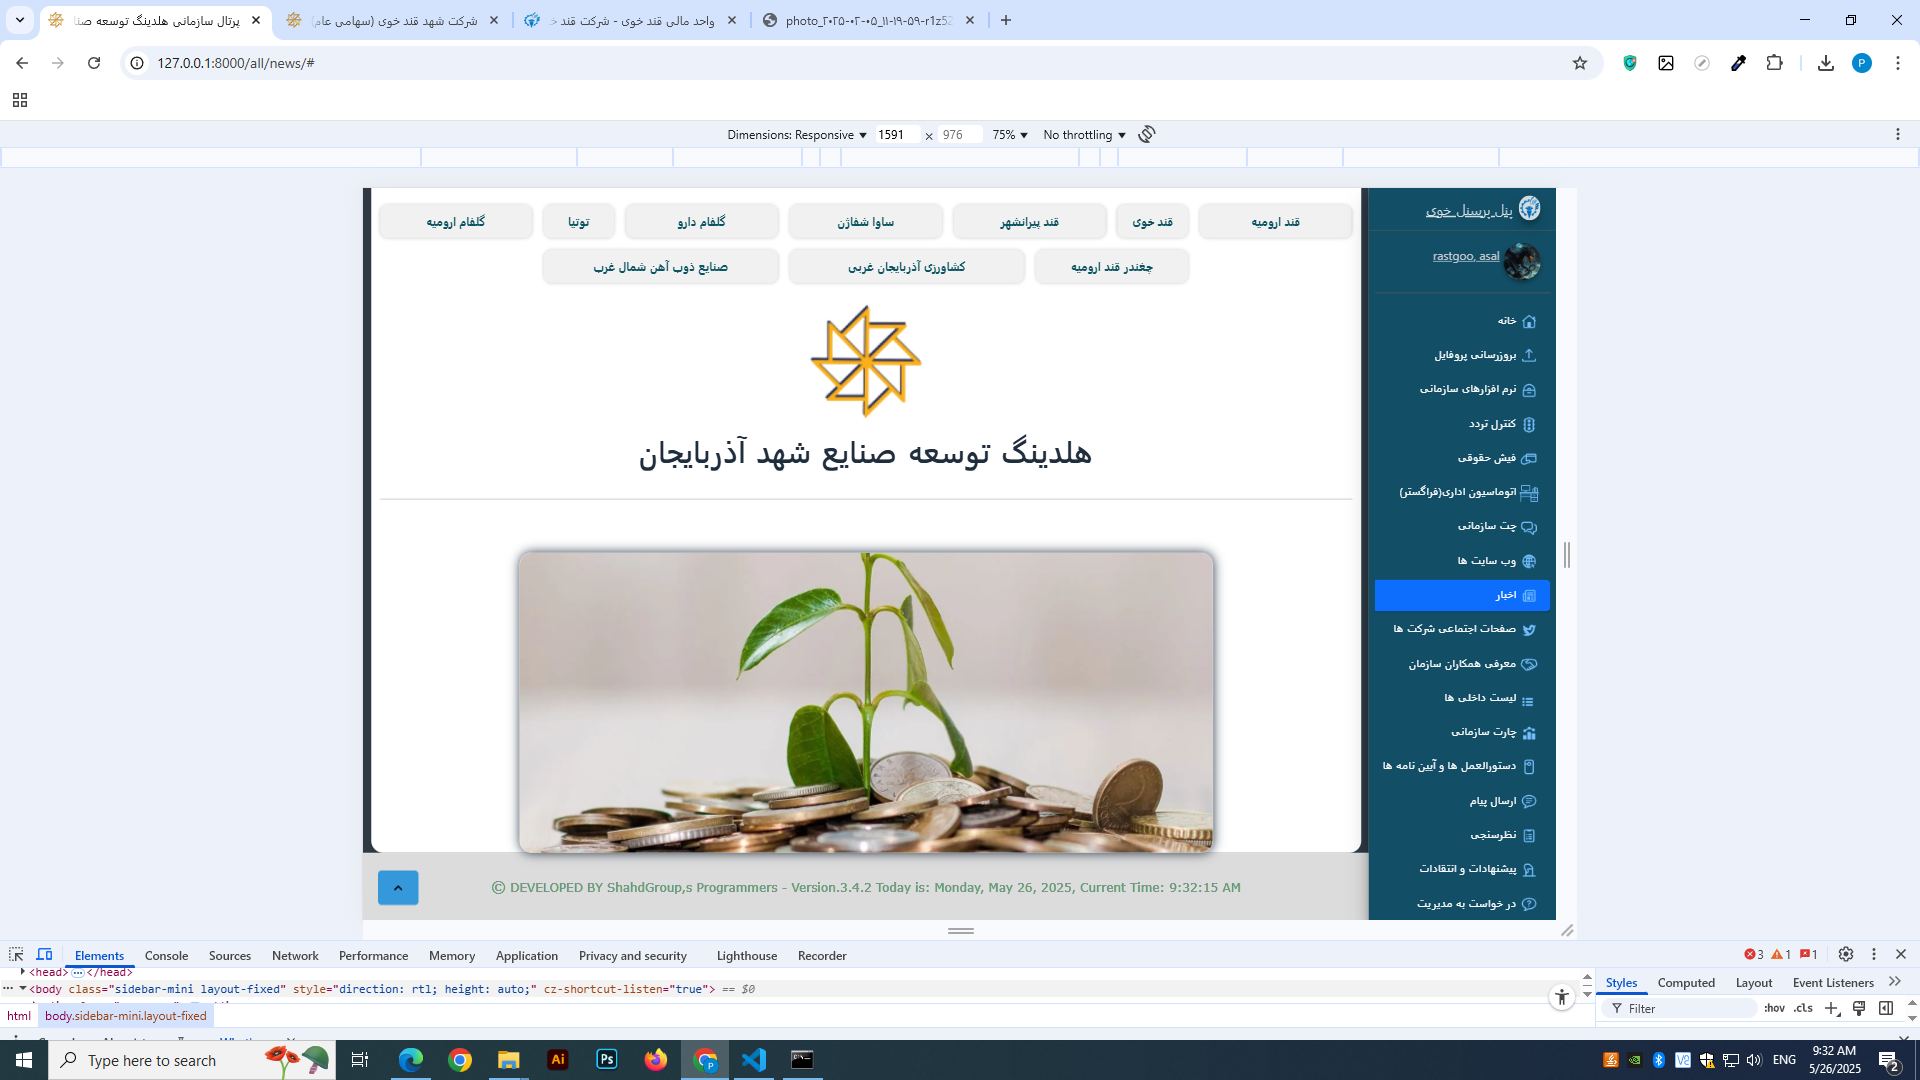 پرتال سازمانی هلدینگ توسعه صنا
شرکت شهد قند خوی (سهامی عام)
واحد مالی قند خوی - شرکت قند خ
photo_۲۰۲۵-۰۲-۰۵_۱۱-۱۹-۵۹-r1z5
127.0.0.1:8000/all/news/#
Dimensions: Responsive 1591 × 976 75% No throttling
قند ارومیه قند خوی قند پیرانشهر ساوا شفاژن گلفام دارو توتیا گلفام ارومیه
چغندر قند ارومیه کشاورزی آذربایجان غربی صنایع ذوب آهن شمال غرب
هلدینگ توسعه صنایع شهد آذربایجان
پنل پرسنل خوی
rastgoo, asal
خانه
بروزرسانی پروفایل
نرم افزارهای سازمانی
کنترل تردد
فیش حقوقی
اتوماسیون اداری(فراگستر)
چت سازمانی
وب سایت ها
اخبار
صفحات اجتماعی شرکت ها
معرفی همکاران سازمان
لیست داخلی ها
چارت سازمانی
دستورالعمل ها و آیین نامه ها
ارسال پیام
نظرسنجی
پیشنهادات و انتقادات
در خواست به مدیریت
© DEVELOPED BY ShahdGroup,s Programmers - Version.3.4.2 Today is: Monday, May 26, 2025, Current Time: 9:32:15 AM
Elements Console Sources Network Performance Memory Application Privacy and security Lighthouse Recorder 3 1 1
<head>…</head>
<body class="sidebar-mini layout-fixed" style="direction: rtl; height: auto;" cz-shortcut-listen="true"> == $0
html body.sidebar-mini.layout-fixed
Styles Computed Layout Event Listeners
Filter :hov .cls
Type here to search
Ai
Ps
P
ENG
9:32 AM
5/26/2025
2